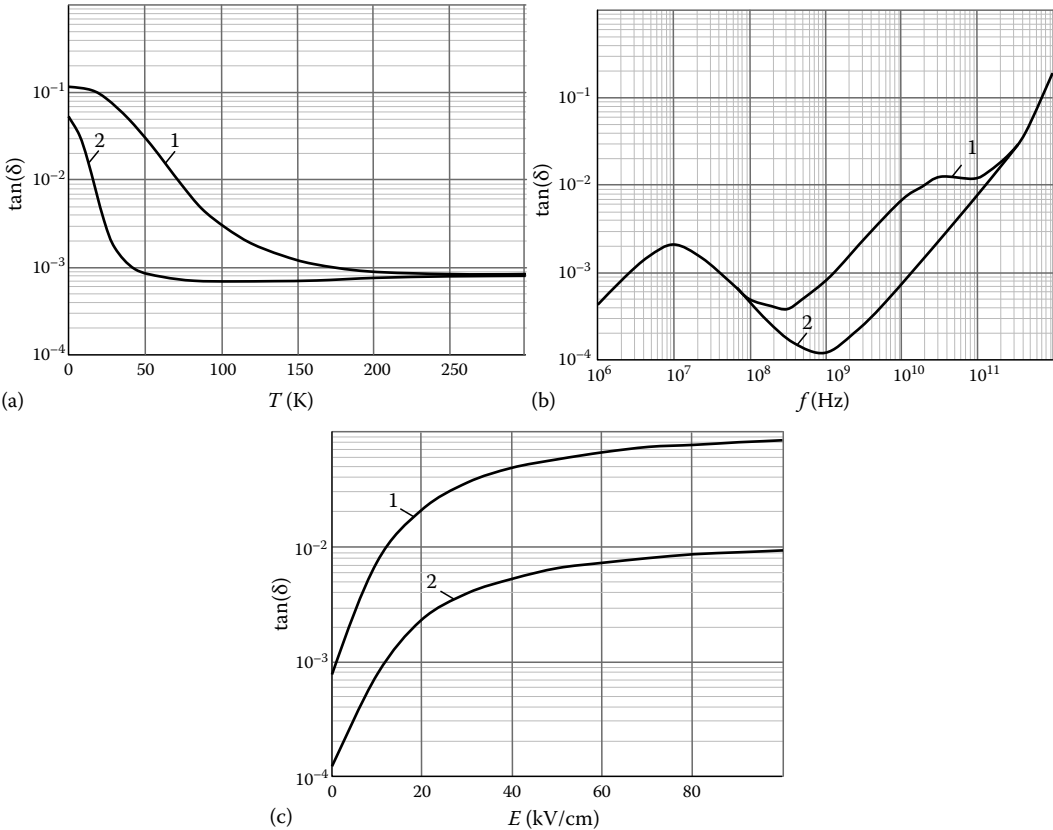 10⁻¹
10⁻²
10⁻³
10⁻⁴
tan(δ)
1
2
0 50 100 150 200 250
(a)
T (K)
10⁻¹
10⁻²
10⁻³
10⁻⁴
tan(δ)
1
2
10⁶ 10⁷ 10⁸ 10⁹ 10¹⁰ 10¹¹
(b)
f (Hz)
10⁻²
10⁻³
10⁻⁴
tan(δ)
1
2
0 20 40 60 80
(c)
E (kV/cm)